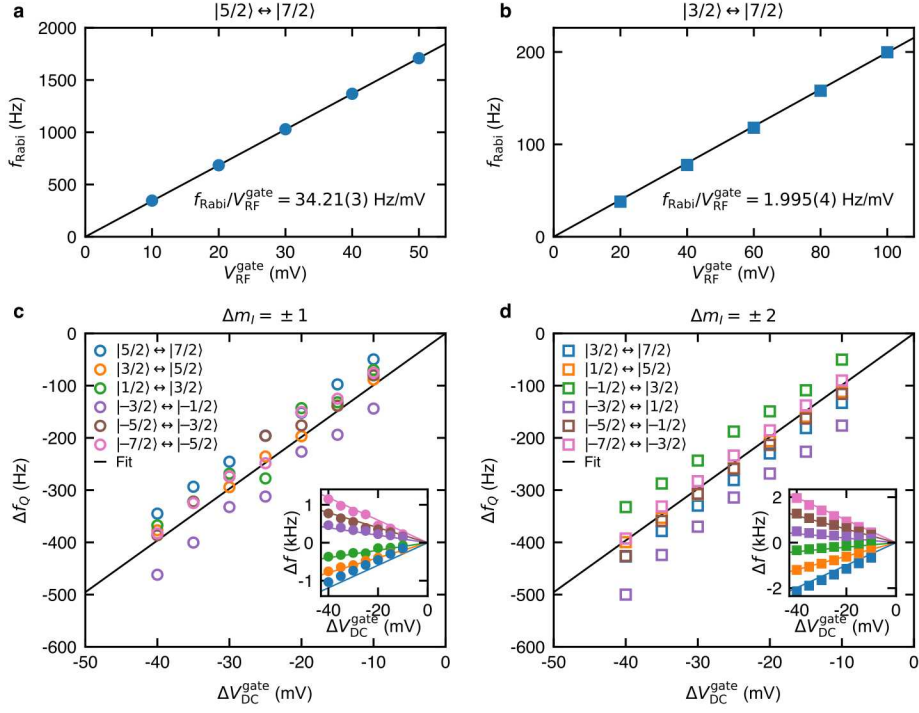 a
|5/2⟩ ↔ |7/2⟩
2000
1500
1000
500
0
f_Rabi (Hz)
f_Rabi/V_RF^gate = 34.21(3) Hz/mV
0 10 20 30 40 50
V_RF^gate (mV)
b
|3/2⟩ ↔ |7/2⟩
200
100
0
f_Rabi (Hz)
f_Rabi/V_RF^gate = 1.995(4) Hz/mV
0 20 40 60 80 100
V_RF^gate (mV)
c
Δm_I = ±1
0
-100
-200
-300
-400
-500
-600
Δf_Q (Hz)
|5/2⟩ ↔ |7/2⟩
|3/2⟩ ↔ |5/2⟩
|1/2⟩ ↔ |3/2⟩
|−3/2⟩ ↔ |−1/2⟩
|−5/2⟩ ↔ |−3/2⟩
|−7/2⟩ ↔ |−5/2⟩
Fit
1
0
-1
Δf (kHz)
-40 -20 0
ΔV_DC^gate (mV)
-50 -40 -30 -20 -10 0
ΔV_DC^gate (mV)
d
Δm_I = ±2
0
-100
-200
-300
-400
-500
-600
Δf_Q (Hz)
|3/2⟩ ↔ |7/2⟩
|1/2⟩ ↔ |5/2⟩
|−1/2⟩ ↔ |3/2⟩
|−3/2⟩ ↔ |1/2⟩
|−5/2⟩ ↔ |−1/2⟩
|−7/2⟩ ↔ |−3/2⟩
Fit
2
0
-2
Δf (kHz)
-40 -20 0
ΔV_DC^gate (mV)
-50 -40 -30 -20 -10 0
ΔV_DC^gate (mV)